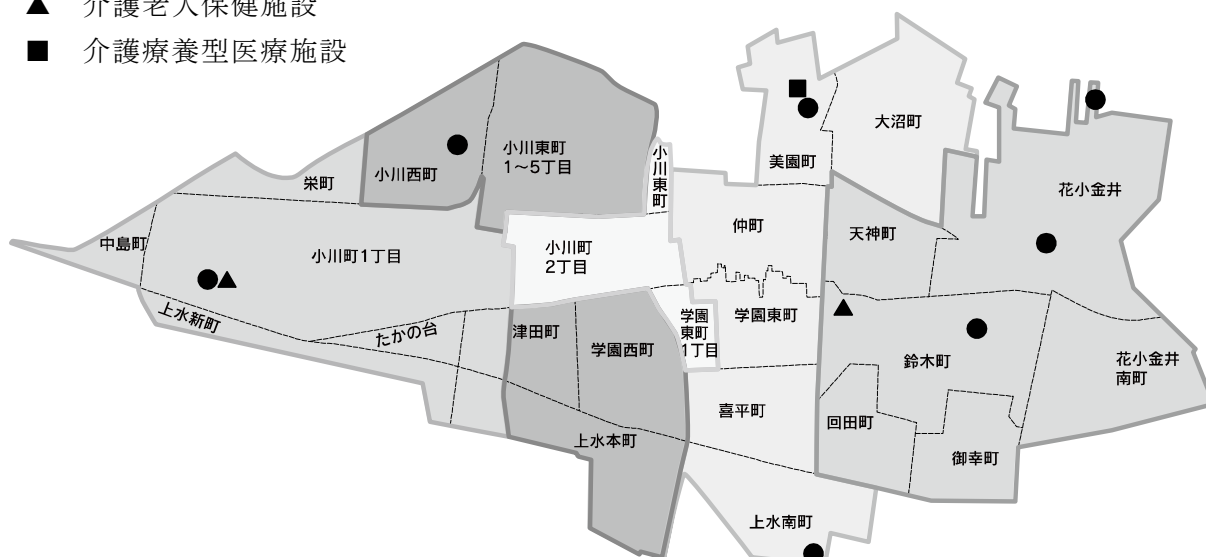 ▲ 介護老人保健施設
■ 介護療養型医療施設
大沼町
小川東町
1～5丁目
小川東町
美園町
小川西町
栄町
花小金井
仲町
天神町
中島町
小川町1丁目
小川町
2丁目
上水新町
たかの台
津田町
学園西町
学園
東町
1丁目
学園東町
鈴木町
花小金井
南町
喜平町
回田町
上水本町
御幸町
上水南町